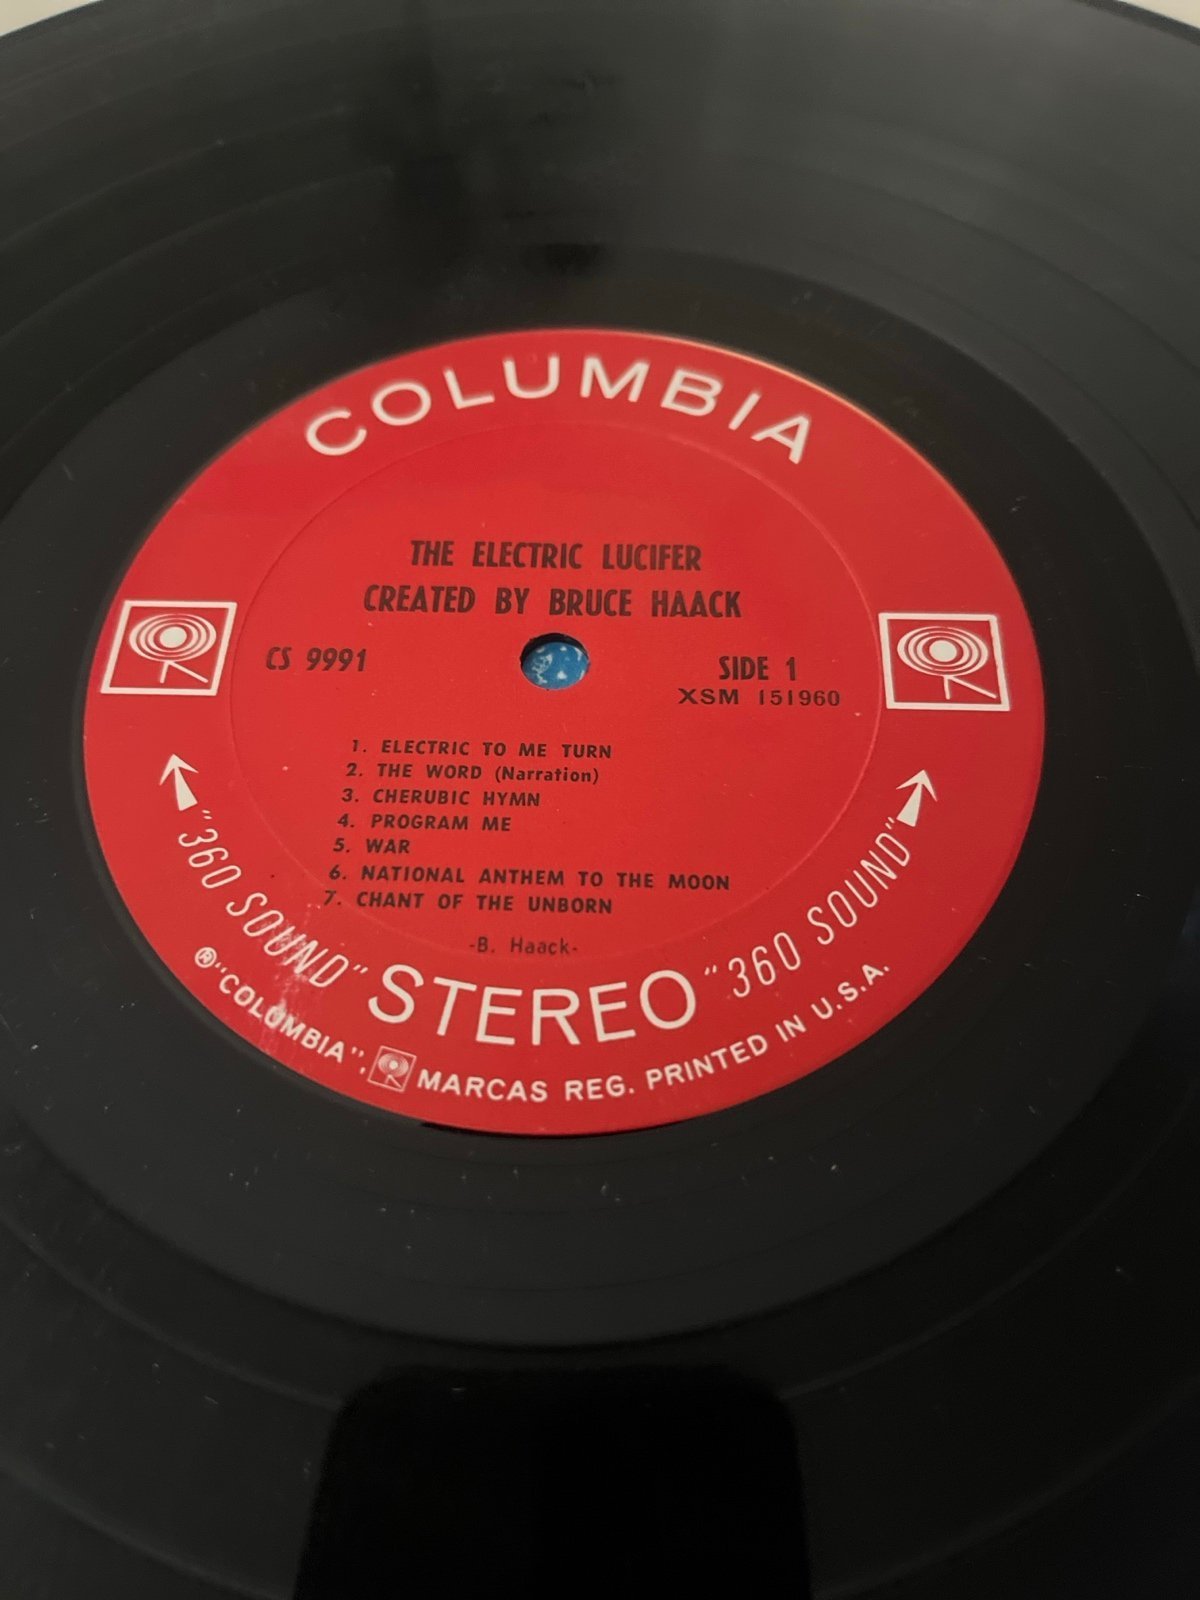 COLUMBIA
THE ELECTRIC LUCIFER
CREATED BY BRUCE HAACK
CS 9991
SIDE 1
XSM 151960
1. ELECTRIC TO ME TURN
2. THE WORD (Narration)
3. CHERUBIC HYMN
4. PROGRAM ME
5. WAR
6. NATIONAL ANTHEM TO THE MOON
7. CHANT OF THE UNBORN
-B. Haack-
"360 SOUND" STEREO "360 SOUND"
®"COLUMBIA", MARCAS REG. PRINTED IN U.S.A.